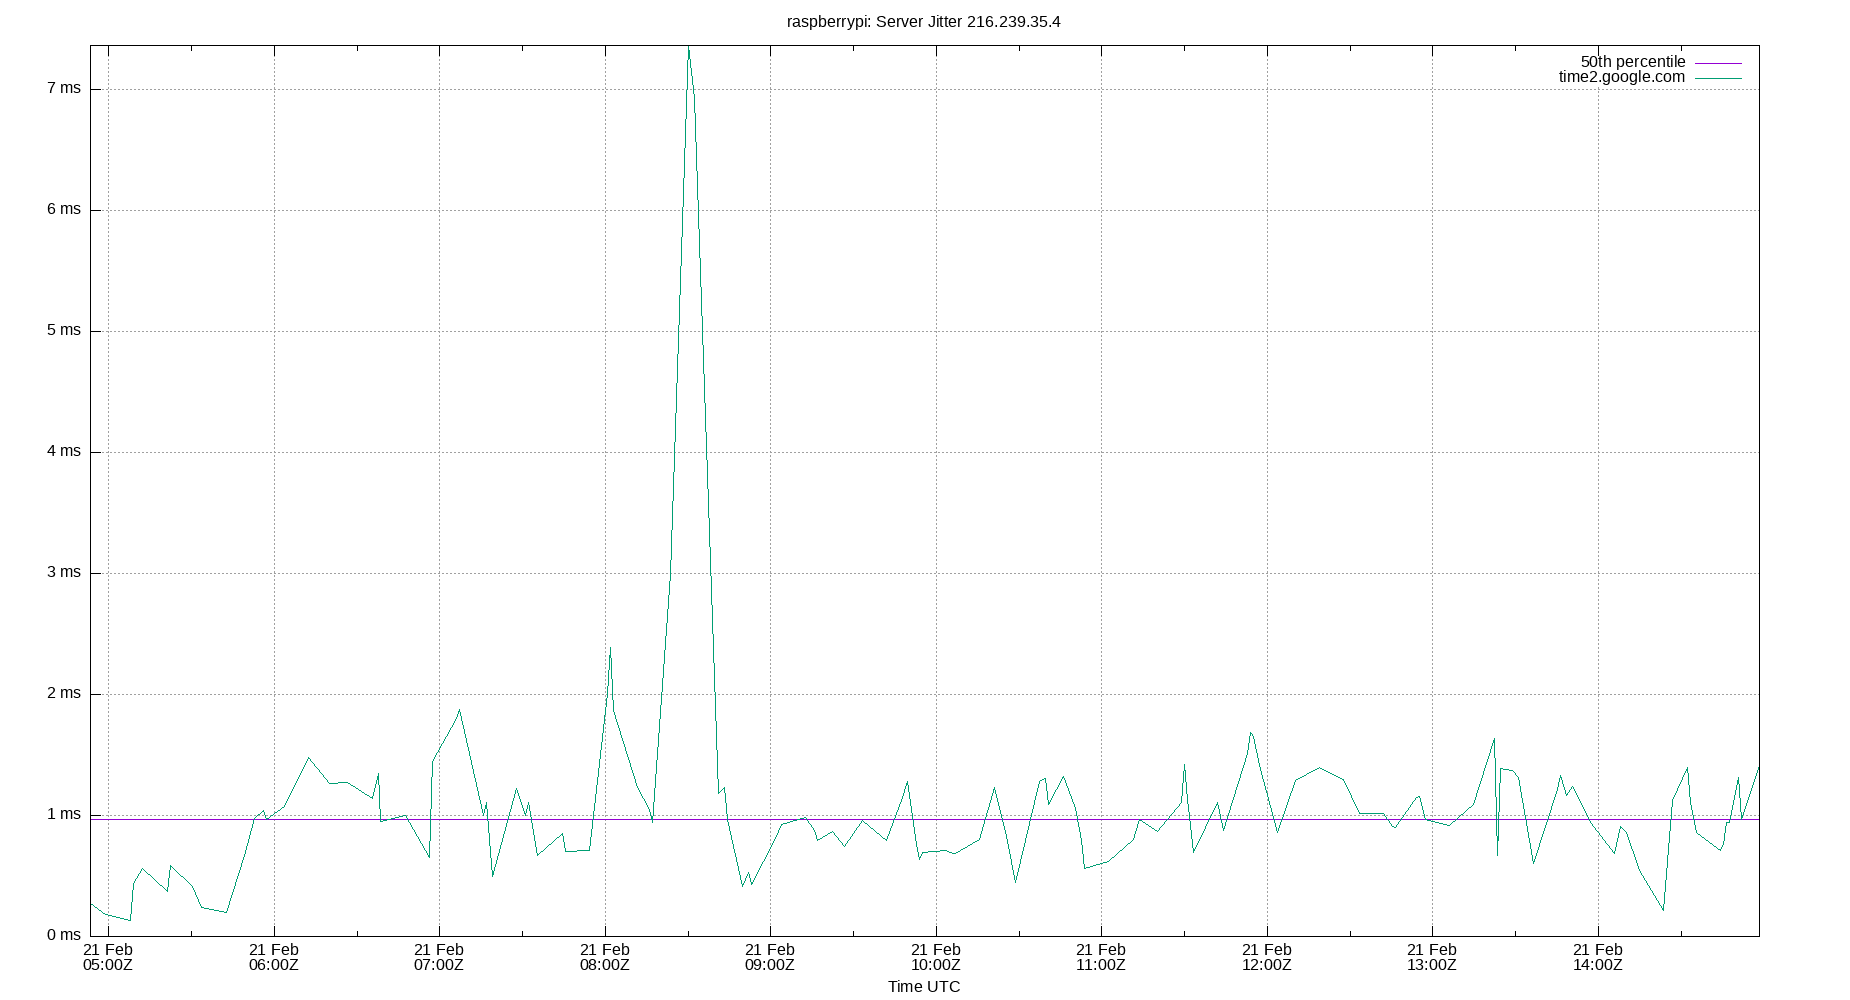 raspberrypi: Server Jitter 216.239.35.4
50th percentile
time2.google.com
7 ms
6 ms
5 ms
4 ms
3 ms
2 ms
1 ms
0 ms
21 Feb 21 Feb 21 Feb 21 Feb 21 Feb 21 Feb 21 Feb 21 Feb 21 Feb 21 Feb
05:00Z 06:00Z 07:00Z 08:00Z 09:00Z 10:00Z 11:00Z 12:00Z 13:00Z 14:00Z
Time UTC